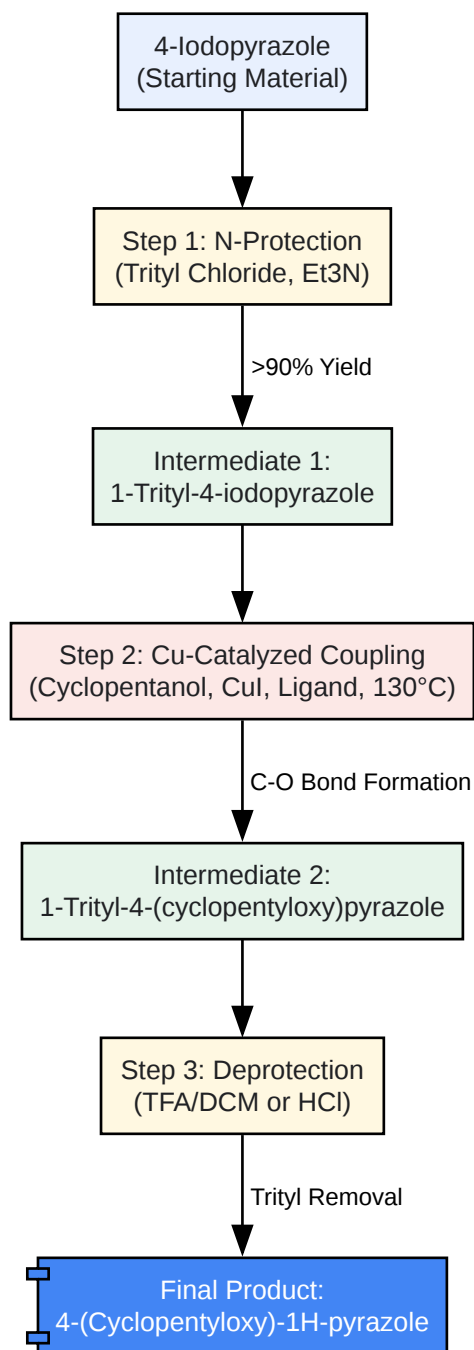 4-Iodopyrazole
(Starting Material)
Step 1: N-Protection
(Trityl Chloride, Et3N)
>90% Yield
Intermediate 1:
1-Trityl-4-iodopyrazole
Step 2: Cu-Catalyzed Coupling
(Cyclopentanol, CuI, Ligand, 130°C)
C-O Bond Formation
Intermediate 2:
1-Trityl-4-(cyclopentyloxy)pyrazole
Step 3: Deprotection
(TFA/DCM or HCl)
Trityl Removal
Final Product:
4-(Cyclopentyloxy)-1H-pyrazole